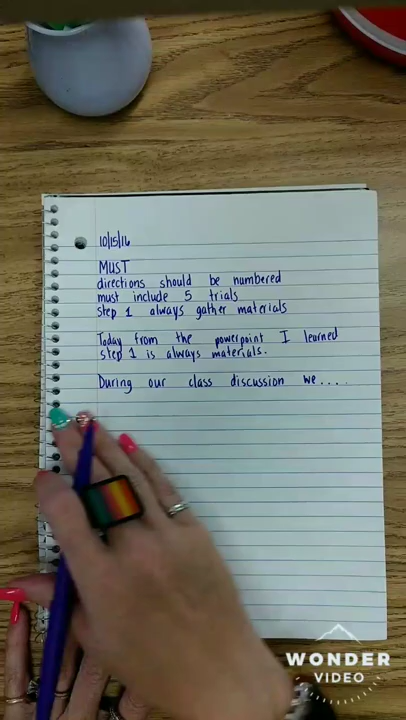 10/15/16
MUST
directions should be numbered
must include 5 trials
step 1 always gather materials
Today from the powerpoint I learned
step 1 is always materials.
During our class discussion we....
WONDER
VIDEO